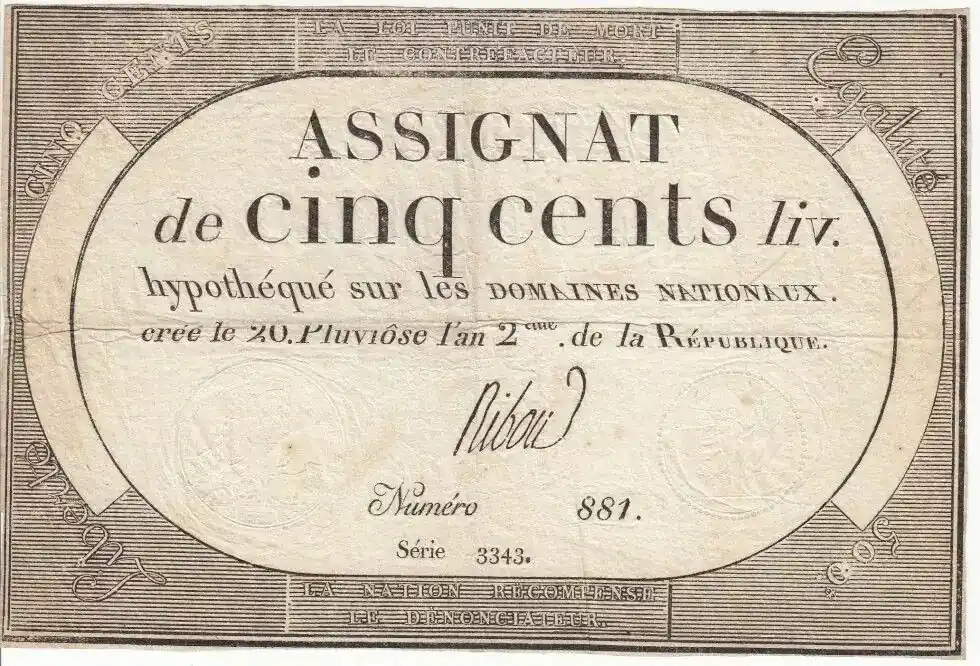 LA LOI PUNIT DE MORT
LE CONTREFACTEUR.
CINQ CENTS
Egalité
ASSIGNAT
de cinq cents liv.
hypothéqué sur les DOMAINES NATIONAUX.
créé le 20. Pluviôse l'an 2eme. de la RÉPUBLIQUE.
Numéro 881.
Série 3343.
Liberté
500
LA NATION RÉCOMPENSE
LE DÉNONCIATEUR.